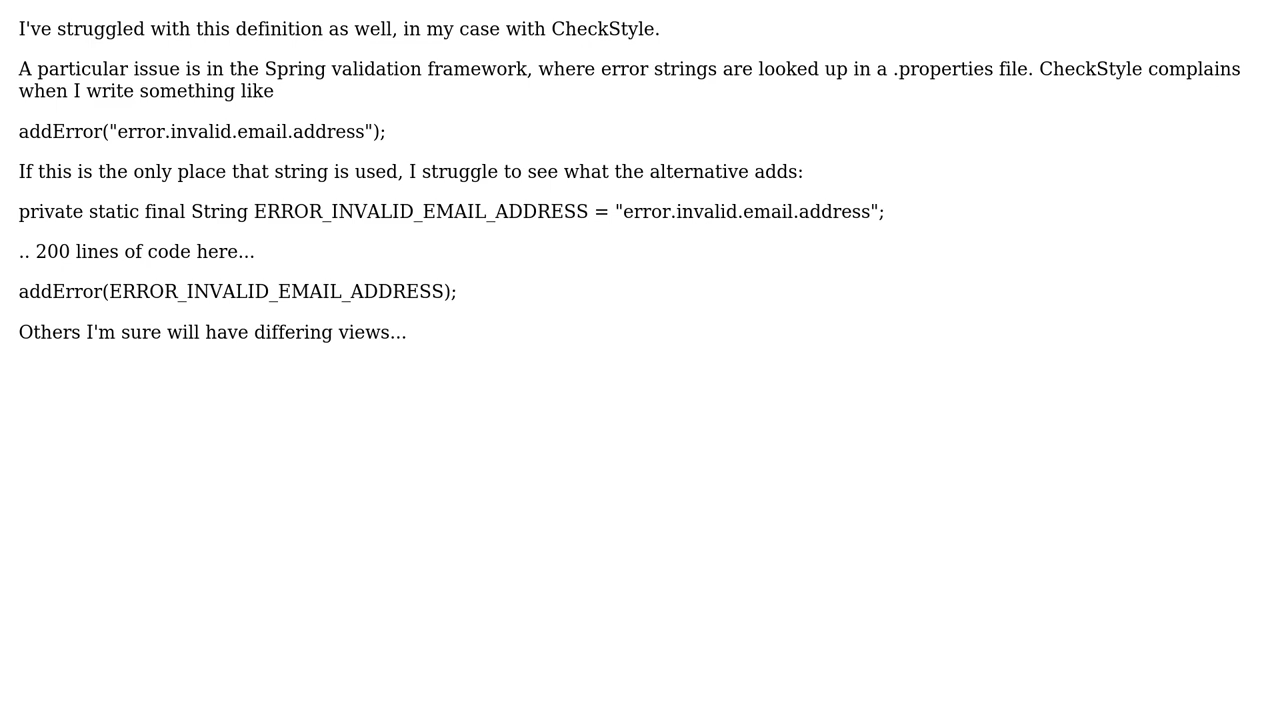 I've struggled with this definition as well, in my case with CheckStyle.
A particular issue is in the Spring validation framework, where error strings are looked up in a .properties file. CheckStyle complains
when I write something like
addError("error.invalid.email.address");
If this is the only place that string is used, I struggle to see what the alternative adds:
private static final String ERROR_INVALID_EMAIL_ADDRESS = "error.invalid.email.address";
.. 200 lines of code here...
addError(ERROR_INVALID_EMAIL_ADDRESS);
Others I'm sure will have differing views...